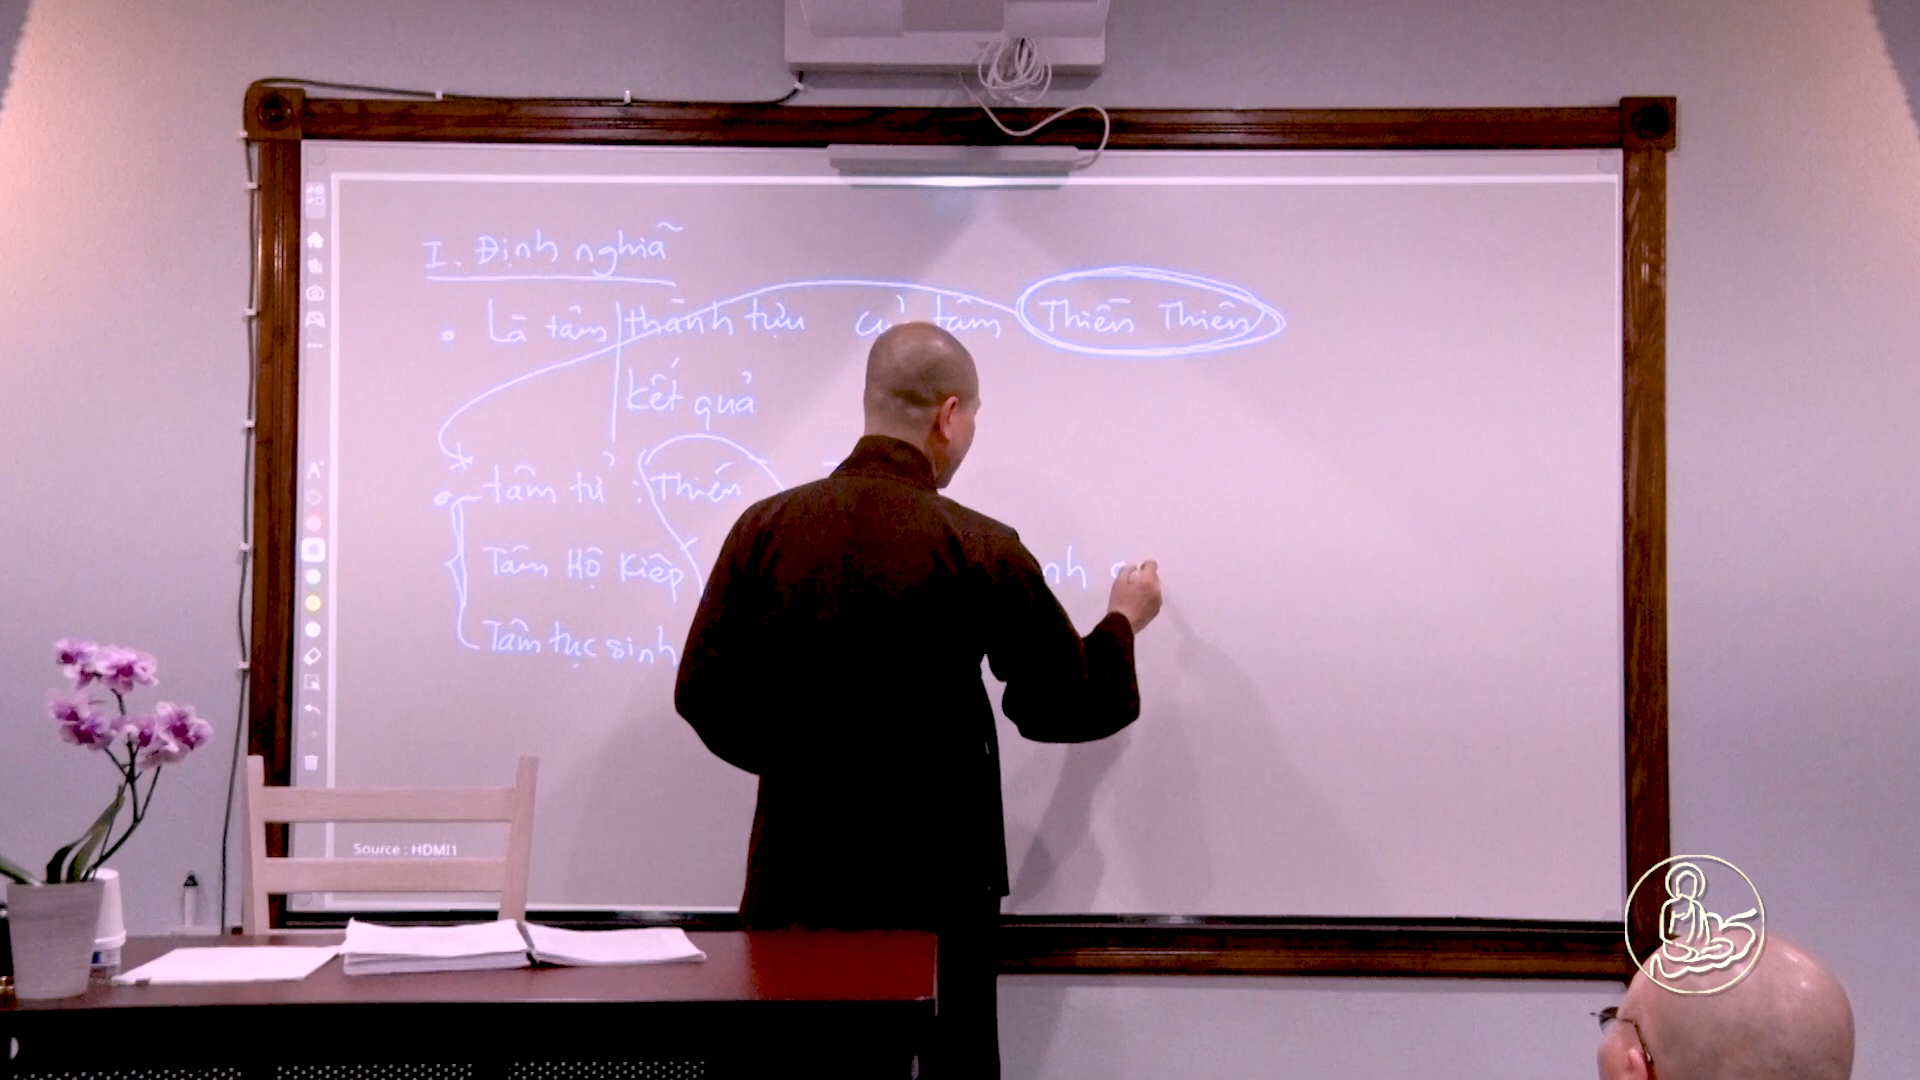 I. Định nghĩa
Là tâm thành tựu của tâm Thiện Thiền
kết quả
tâm tử : Thiện
Tâm Hộ Kiếp
Tâm tục sinh
Source : HDMI1